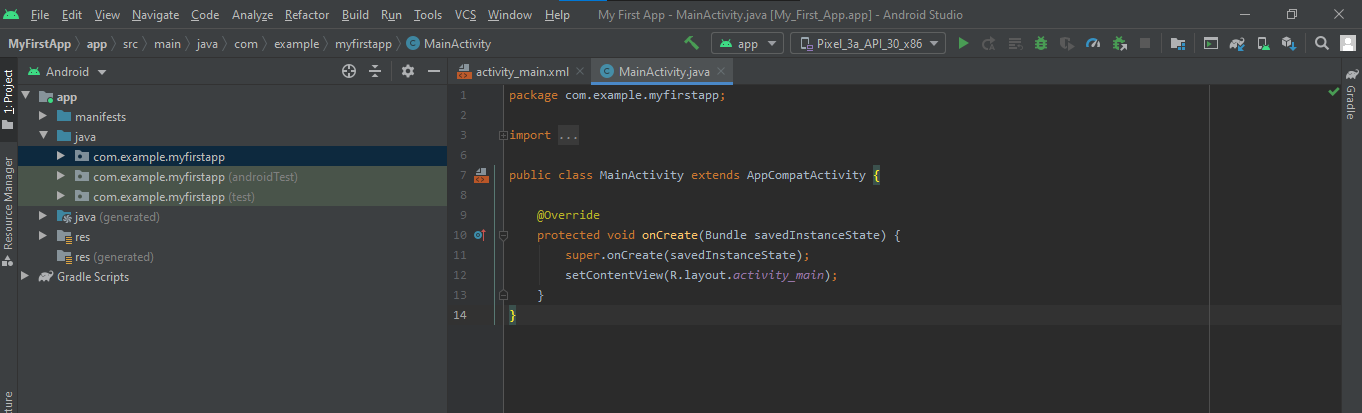 File Edit View Navigate Code Analyze Refactor Build Run Tools VCS Window Help My First App - MainActivity.java [My_First_App.app] - Android Studio
MyFirstApp app src main java com example myfirstapp MainActivity app Pixel_3a_API_30_x86
1: Project
Resource Manager
Android
app
manifests
java
com.example.myfirstapp
com.example.myfirstapp (androidTest)
com.example.myfirstapp (test)
java (generated)
res
res (generated)
Gradle Scripts
activity_main.xml MainActivity.java
1 package com.example.myfirstapp;
2
3 import ...
6
7 public class MainActivity extends AppCompatActivity {
8
9 @Override
10 protected void onCreate(Bundle savedInstanceState) {
11 super.onCreate(savedInstanceState);
12 setContentView(R.layout.activity_main);
13 }
14 }
Gradle